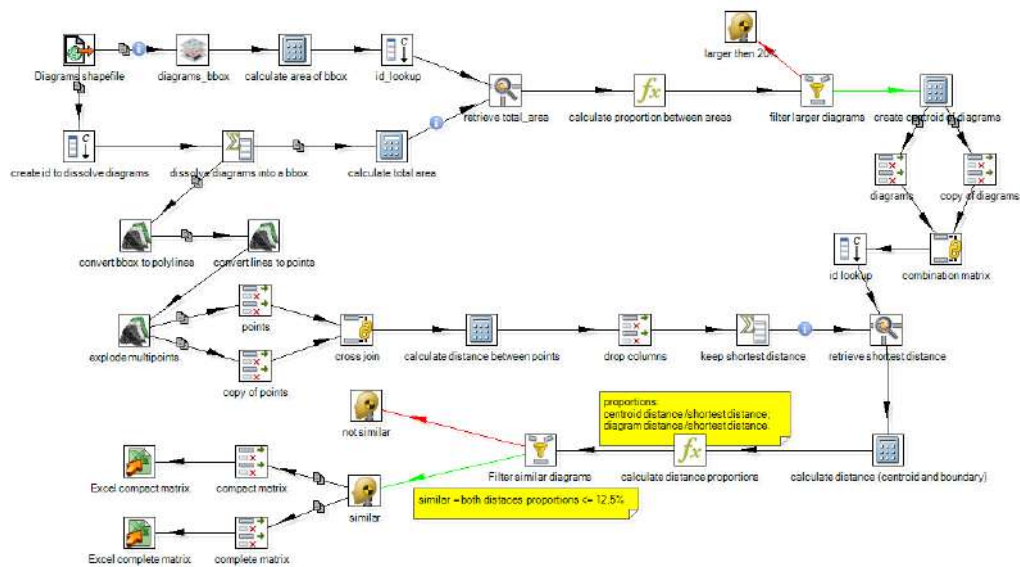 larger then 20%
Diagrams shapefile
diagrams_bbox
calculate area of bbox
id_lookup
retrieve total_area
calculate proportion between areas
filter larger diagrams
create centroid of diagrams
create id to dissolve diagrams
dissolve diagrams into a bbox
calculate total area
diagrams
copy of diagrams
convert bbox to polylines
convert lines to points
id lookup
combination matrix
points
explode multipoints
cross join
calculate distance between points
drop columns
keep shortest distance
retrieve shortest distance
copy of points
proportions:
centroid distance/shortest distance;
diagram distance/shortest distance.
not similar
Excel compact matrix
compact matrix
Filter similar diagrams
calculate distance proportions
calculate distance (centroid and boundary)
similar = both distaces proportions <= 12.5%
similar
Excel complete matrix
complete matrix